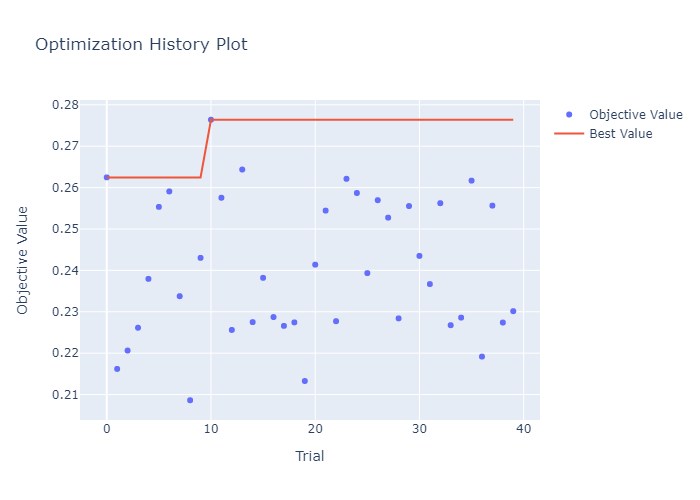 Optimization History Plot
Objective Value
Best Value
0.28
0.27
0.26
0.25
0.24
0.23
0.22
0.21
Objective Value
0
10
20
30
40
Trial